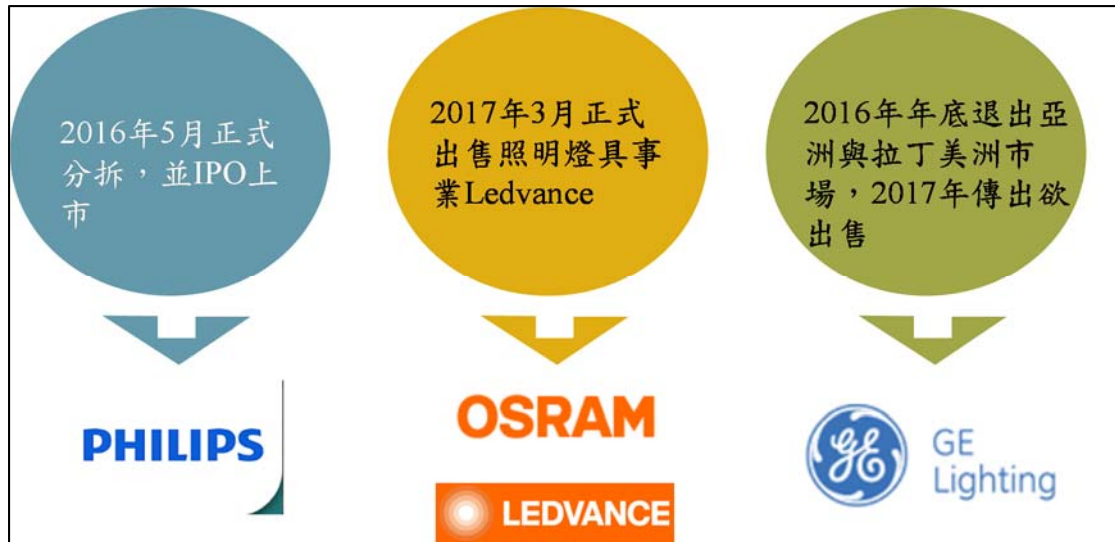 2016年5月正式
分拆，並IPO上
市
2017年3月正式
出售照明燈具事
業Ledvance
2016年年底退出亞
洲與拉丁美洲市
場，2017年傳出欲
出售
PHILIPS
OSRAM
LEDVANCE
GE
GE
Lighting